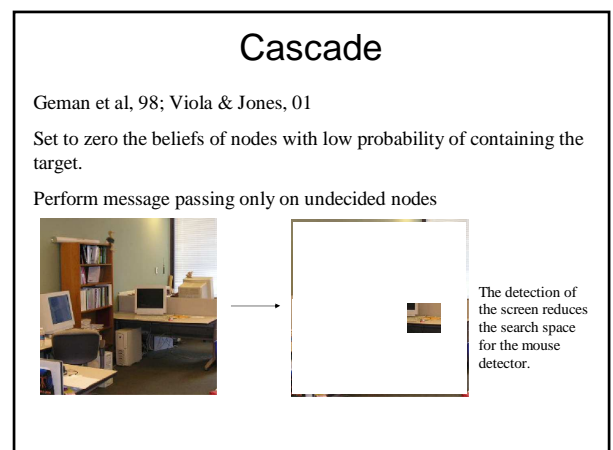 Cascade
Geman et al, 98; Viola & Jones, 01
Set to zero the beliefs of nodes with low probability of containing the
target.
Perform message passing only on undecided nodes
The detection of
the screen reduces
the search space
for the mouse
detector.